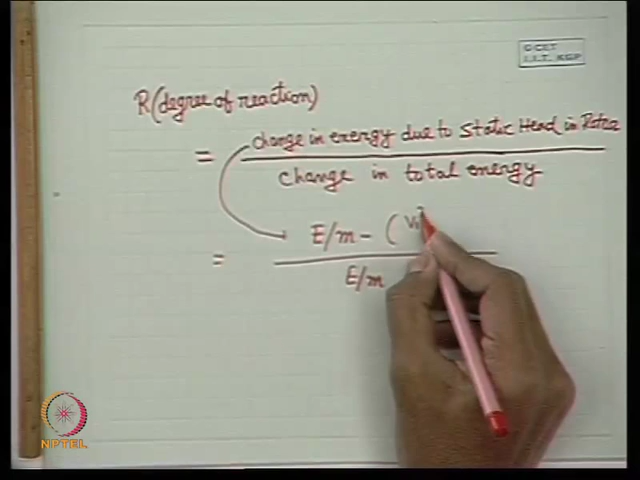 O CET
I.I.T. KGP
R(degree of reaction)
= change in energy due to static Head in Rotor
change in total energy
= E/m - ( V
E/m
NPTEL